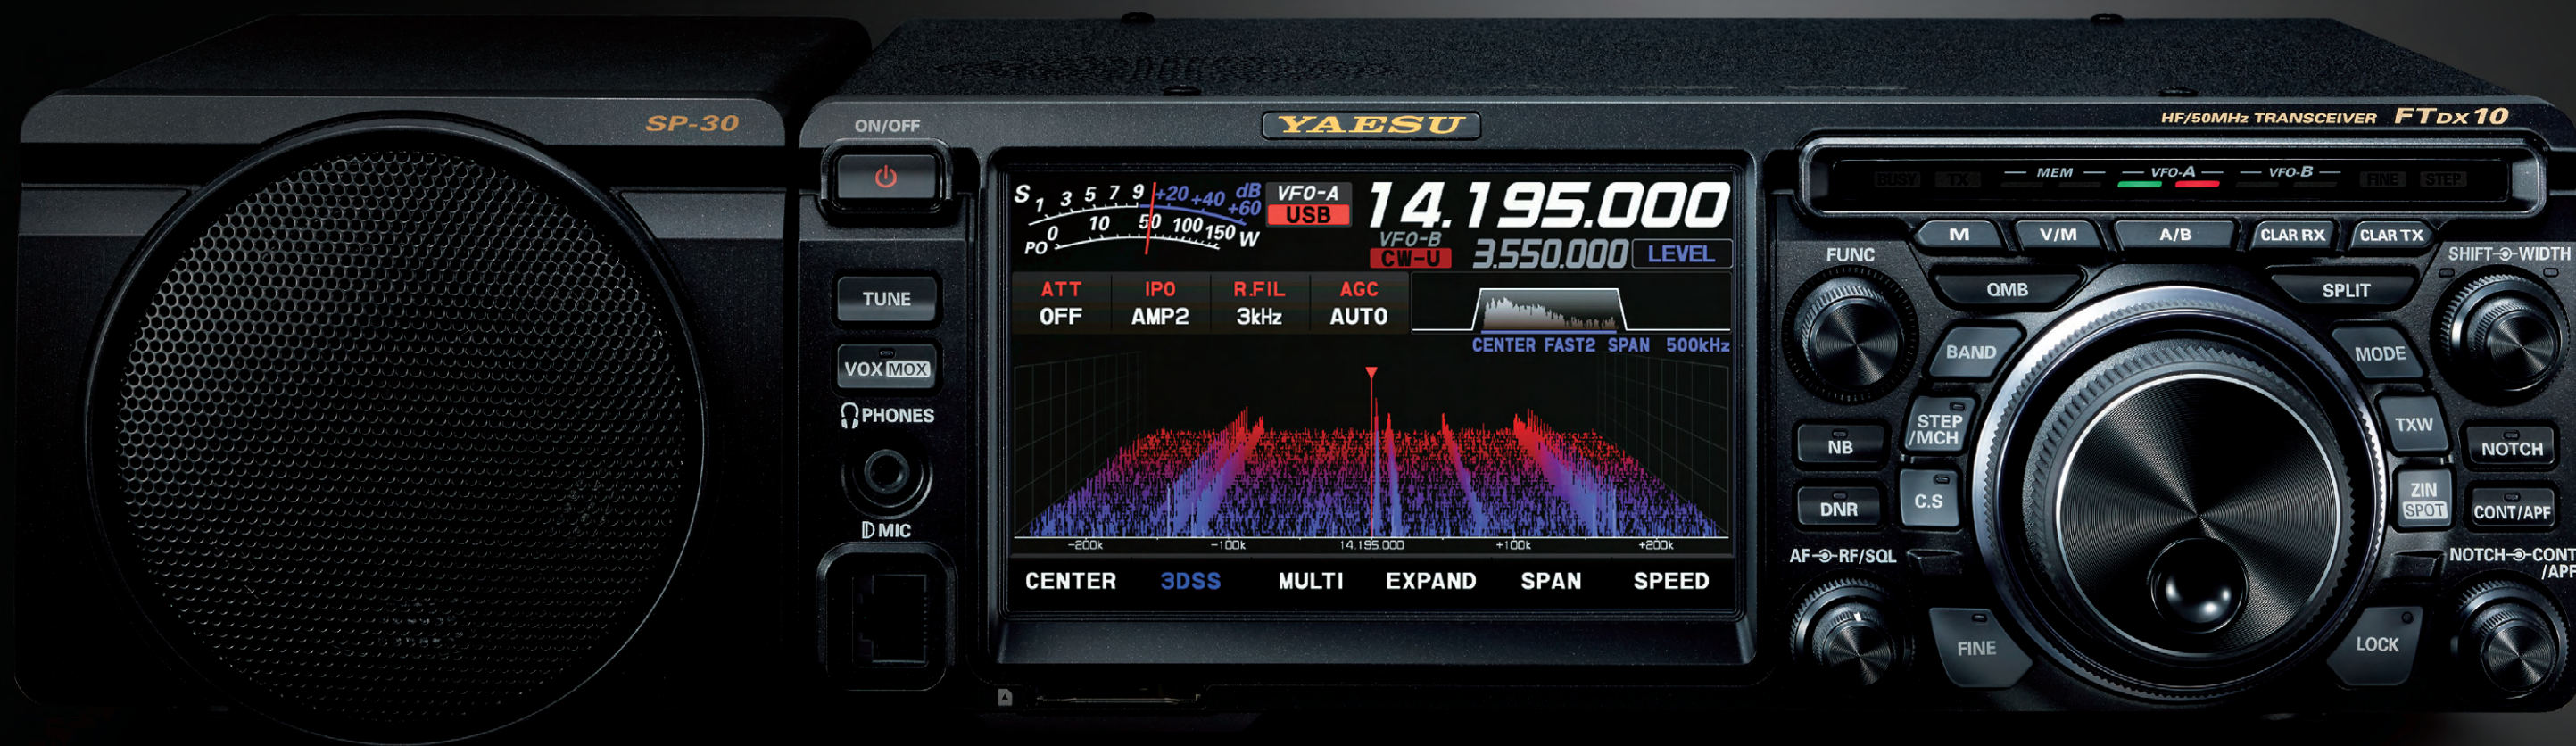 SP-30
ON/OFF
YAESU
HF/50MHz TRANSCEIVER FTDX10
BUSY TX MEM VFO-A VFO-B FINE STEP
M V/M A/B CLAR RX CLAR TX
S 1 3 5 7 9 +20 +40 +60 dB
PO 0 10 50 100 150 W
VFO-A
USB
14.195.000
VFO-B
CW-U
3.550.000
LEVEL
ATT IPO R.FIL AGC
OFF AMP2 3kHz AUTO
CENTER FAST2 SPAN 500kHz
-200k -100k 14.195.000 +100k +200k
CENTER 3DSS MULTI EXPAND SPAN SPEED
TUNE
VOX MOX
PHONES
MIC
FUNC
SHIFT WIDTH
QMB SPLIT
BAND MODE
STEP
/MCH
TXW
NB
NOTCH
C.S
ZIN
SPOT
DNR
CONT/APF
AF RF/SQL
NOTCH CONT
/APF
FINE LOCK